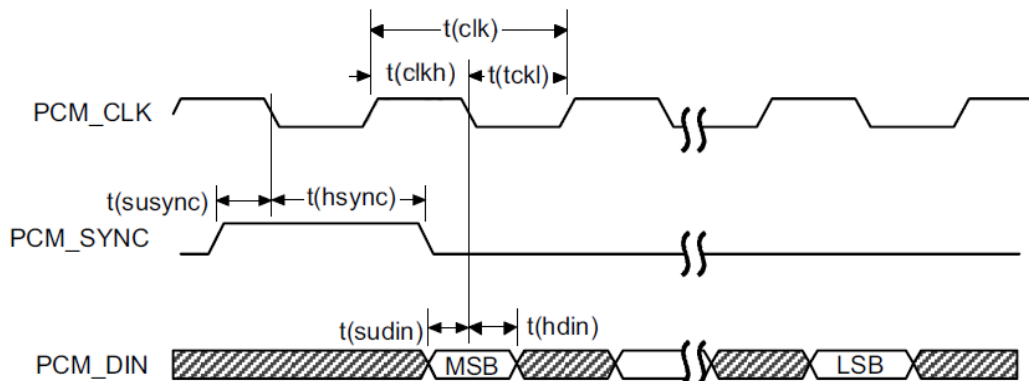 t(clk)
t(clkh)
t(tckl)
PCM_CLK
t(susync)
t(hsync)
PCM_SYNC
t(sudin)
t(hdin)
PCM_DIN
MSB
LSB